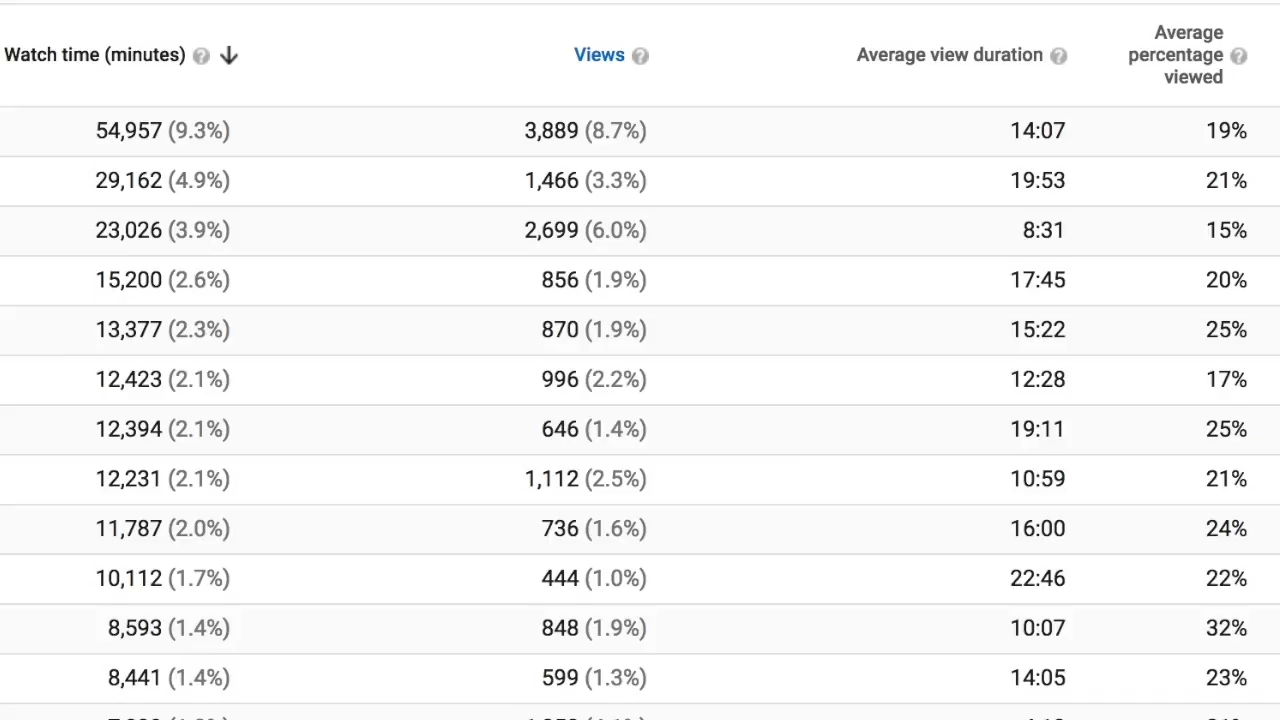 Watch time (minutes) Views Average view duration Average percentage viewed
54,957 (9.3%) 3,889 (8.7%) 14:07 19%
29,162 (4.9%) 1,466 (3.3%) 19:53 21%
23,026 (3.9%) 2,699 (6.0%) 8:31 15%
15,200 (2.6%) 856 (1.9%) 17:45 20%
13,377 (2.3%) 870 (1.9%) 15:22 25%
12,423 (2.1%) 996 (2.2%) 12:28 17%
12,394 (2.1%) 646 (1.4%) 19:11 25%
12,231 (2.1%) 1,112 (2.5%) 10:59 21%
11,787 (2.0%) 736 (1.6%) 16:00 24%
10,112 (1.7%) 444 (1.0%) 22:46 22%
8,593 (1.4%) 848 (1.9%) 10:07 32%
8,441 (1.4%) 599 (1.3%) 14:05 23%